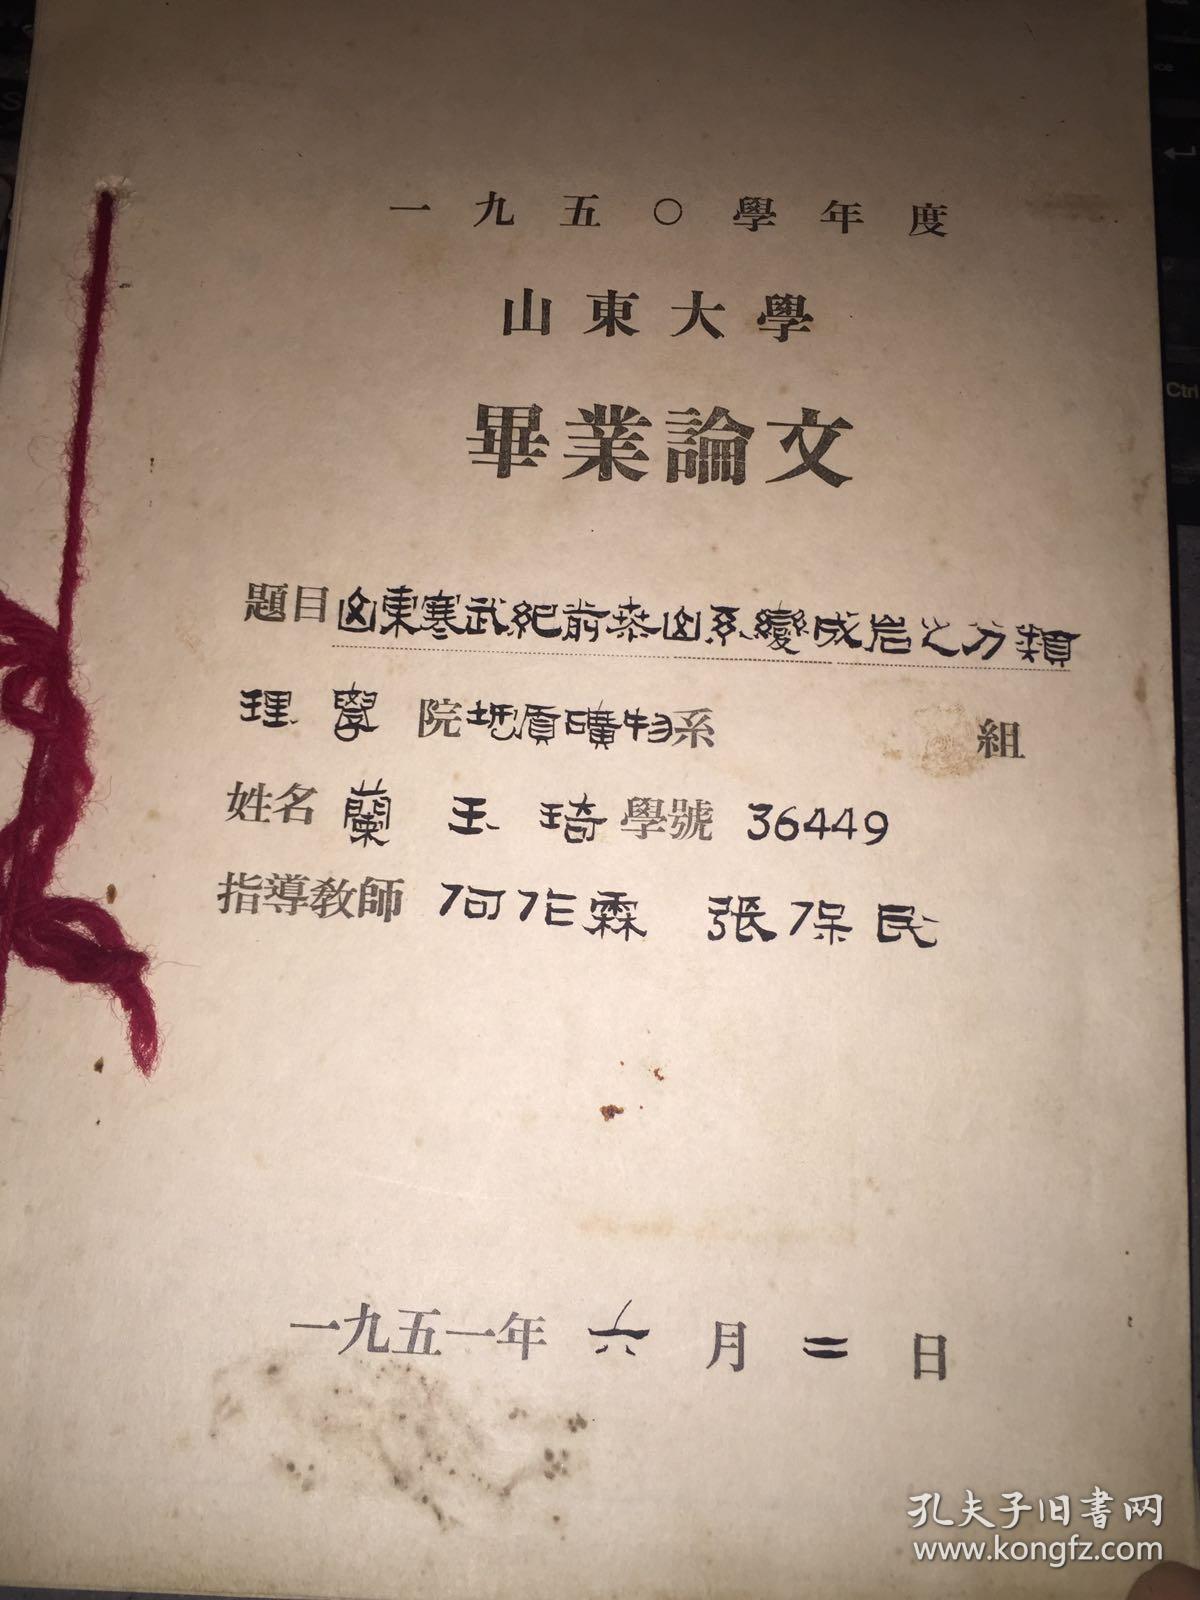 一九五〇學年度
山東大學
畢業論文
題目 山東寒武紀前泰山系變成岩之分類
理學院地質礦物系 組
姓名 蘭玉琦 學號 36449
指導教師 何作霖 張保民
一九五一年 六 月 二 日
孔夫子旧书网
www.kongfz.com
Ctrl